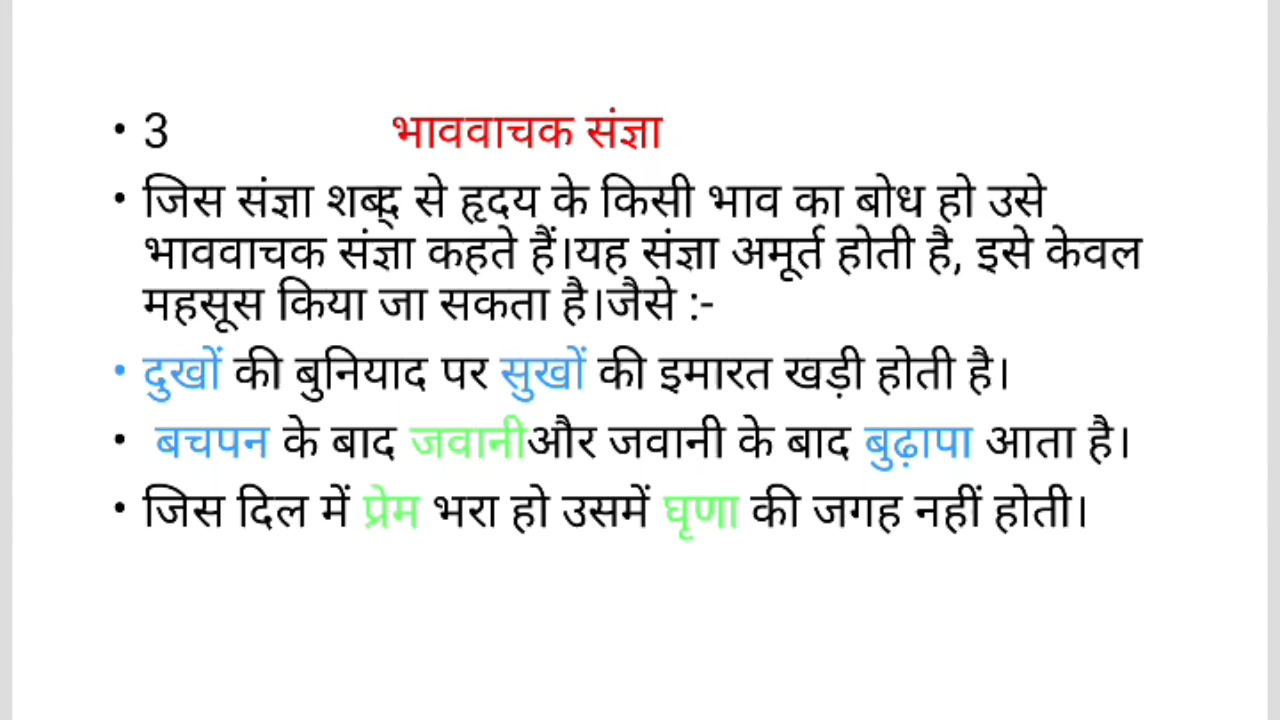 • 3 भाववाचक संज्ञा
• जिस संज्ञा शब्द् से हृदय के किसी भाव का बोध हो उसे
भाववाचक संज्ञा कहते हैं।यह संज्ञा अमूर्त होती है, इसे केवल
महसूस किया जा सकता है।जैसे :-
• दुखों की बुनियाद पर सुखों की इमारत खड़ी होती है।
• बचपन के बाद जवानीऔर जवानी के बाद बुढ़ापा आता है।
• जिस दिल में प्रेम भरा हो उसमें घृणा की जगह नहीं होती।